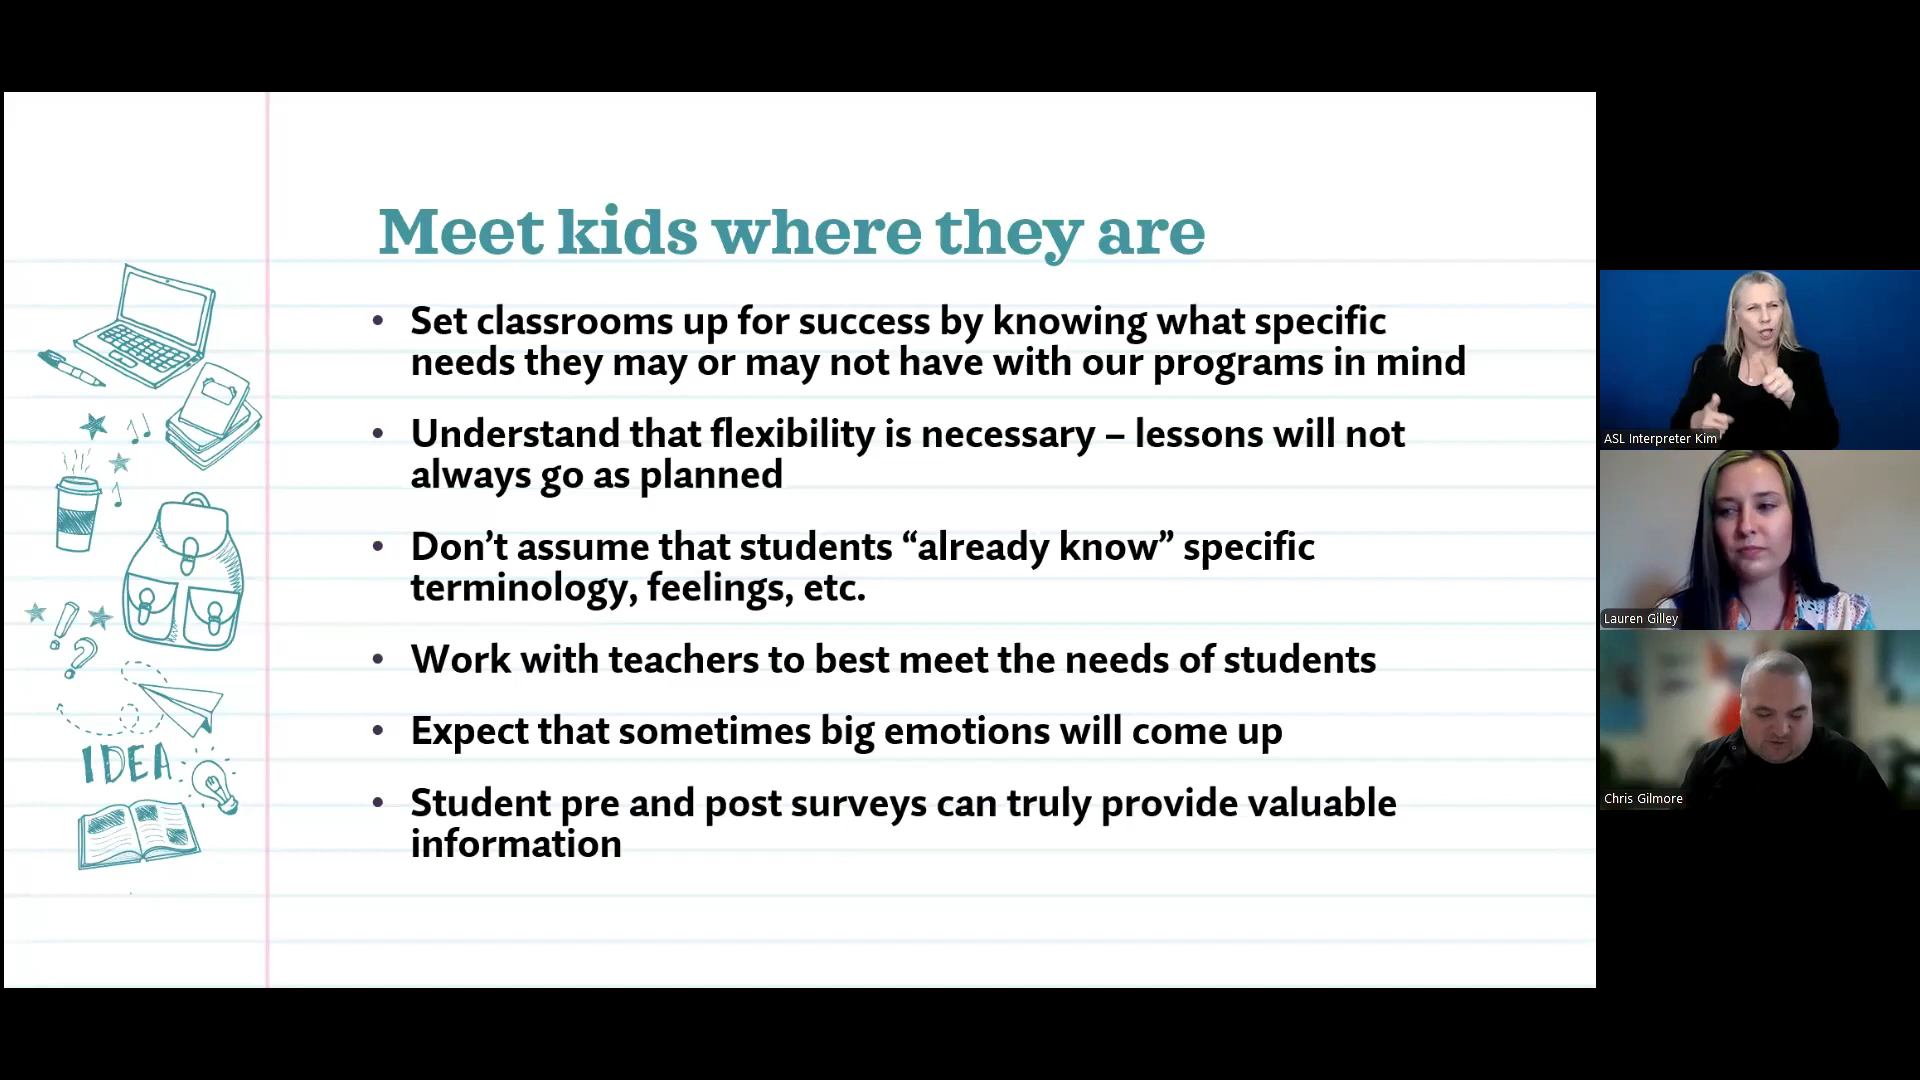 Meet kids where they are
• Set classrooms up for success by knowing what specific
needs they may or may not have with our programs in mind
• Understand that flexibility is necessary – lessons will not
always go as planned
• Don’t assume that students “already know” specific
terminology, feelings, etc.
• Work with teachers to best meet the needs of students
• Expect that sometimes big emotions will come up
• Student pre and post surveys can truly provide valuable
information
! ?
IDEA
ASL Interpreter Kim
Lauren Gilley
Chris Gilmore